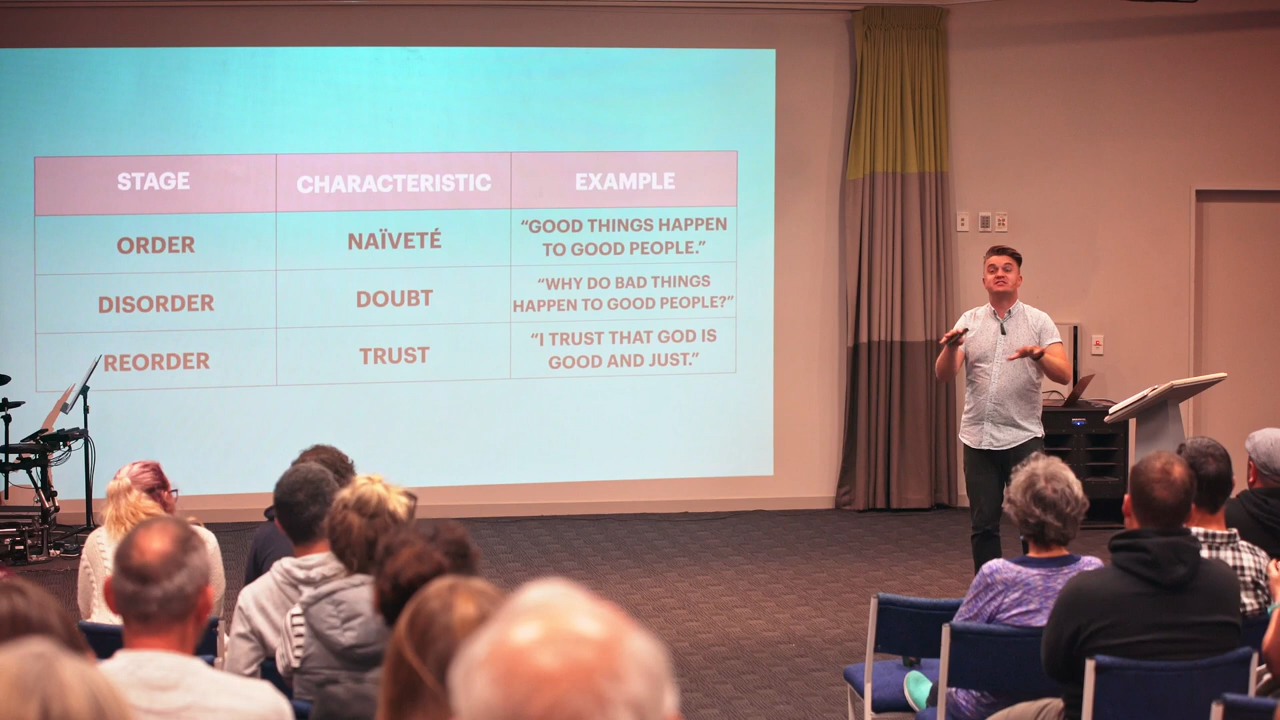 STAGE CHARACTERISTIC EXAMPLE
ORDER NAÏVETÉ “GOOD THINGS HAPPEN
TO GOOD PEOPLE.”
DISORDER DOUBT “WHY DO BAD THINGS
HAPPEN TO GOOD PEOPLE?”
REORDER TRUST “I TRUST THAT GOD IS
GOOD AND JUST.”